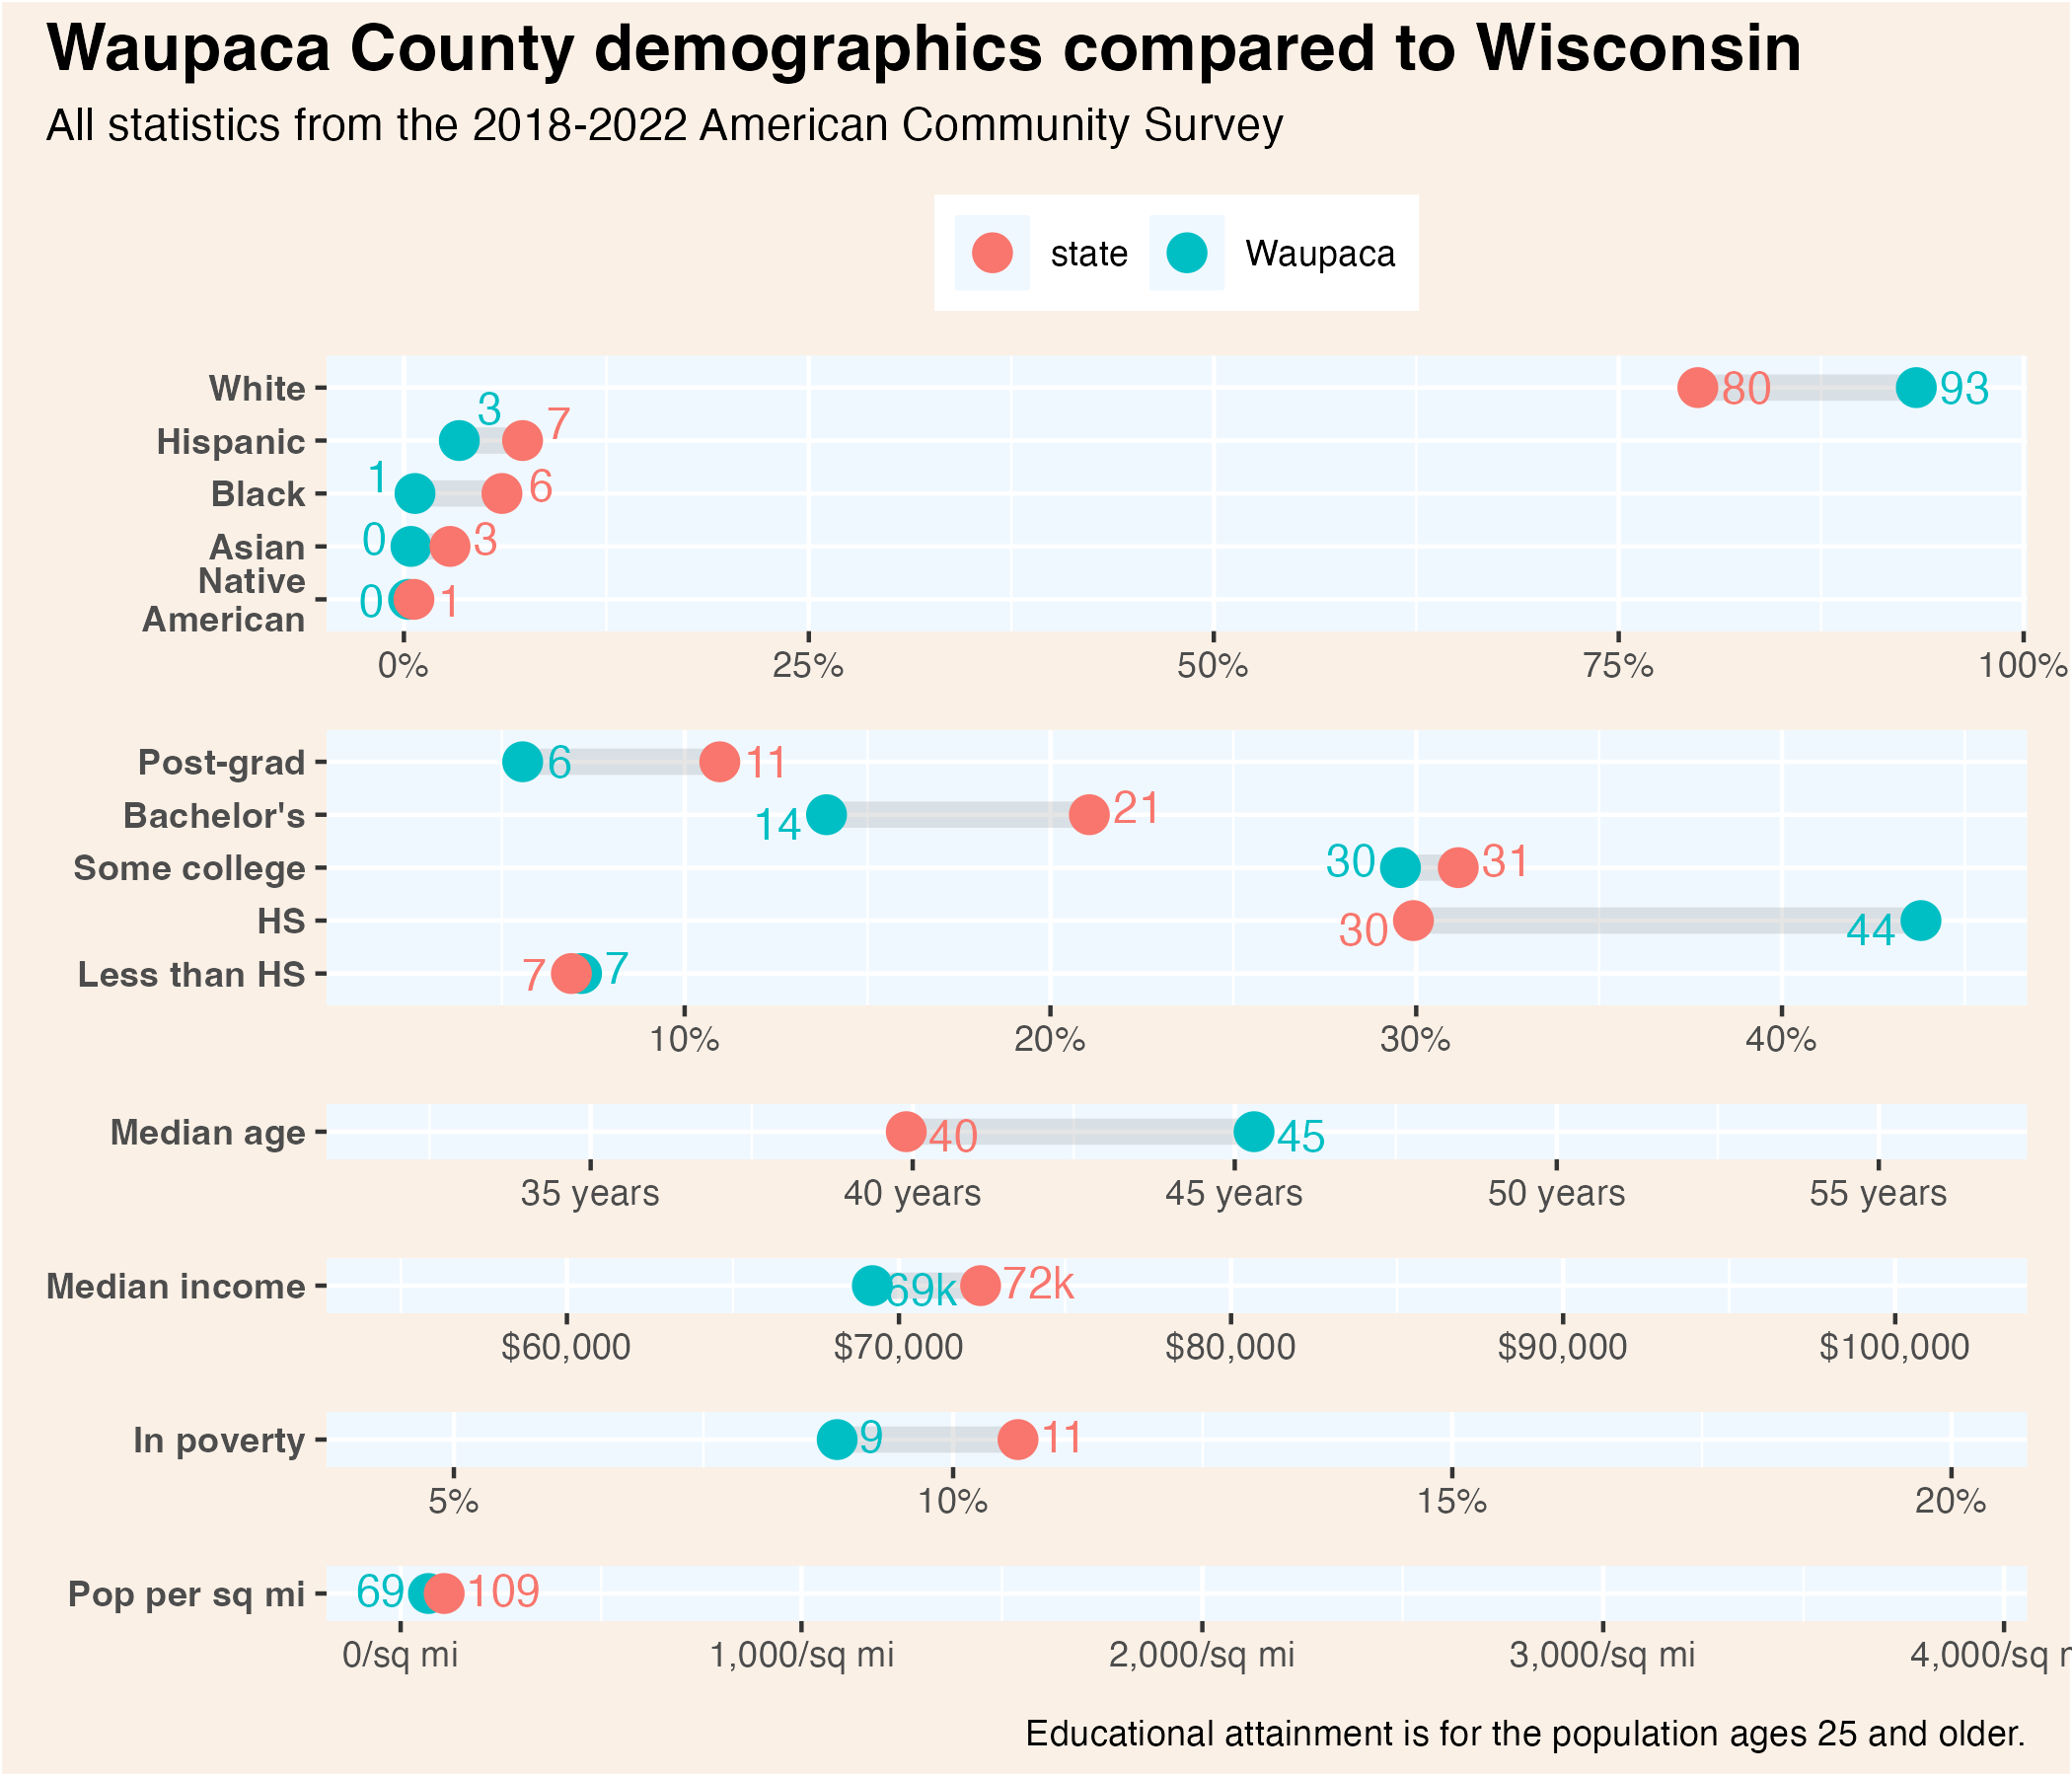 Waupaca County demographics compared to Wisconsin
All statistics from the 2018-2022 American Community Survey
state Waupaca
White 80 93
Hispanic 3 7
Black 1 6
Asian 0 3
Native
American 0 1
0% 25% 50% 75% 100%
Post-grad 6 11
Bachelor's 14 21
Some college 30 31
HS 30 44
Less than HS 7 7
10% 20% 30% 40%
Median age 40 45
35 years 40 years 45 years 50 years 55 years
Median income 69k 72k
$60,000 $70,000 $80,000 $90,000 $100,000
In poverty 9 11
5% 10% 15% 20%
Pop per sq mi 69 109
0/sq mi 1,000/sq mi 2,000/sq mi 3,000/sq mi 4,000/sq
Educational attainment is for the population ages 25 and older.